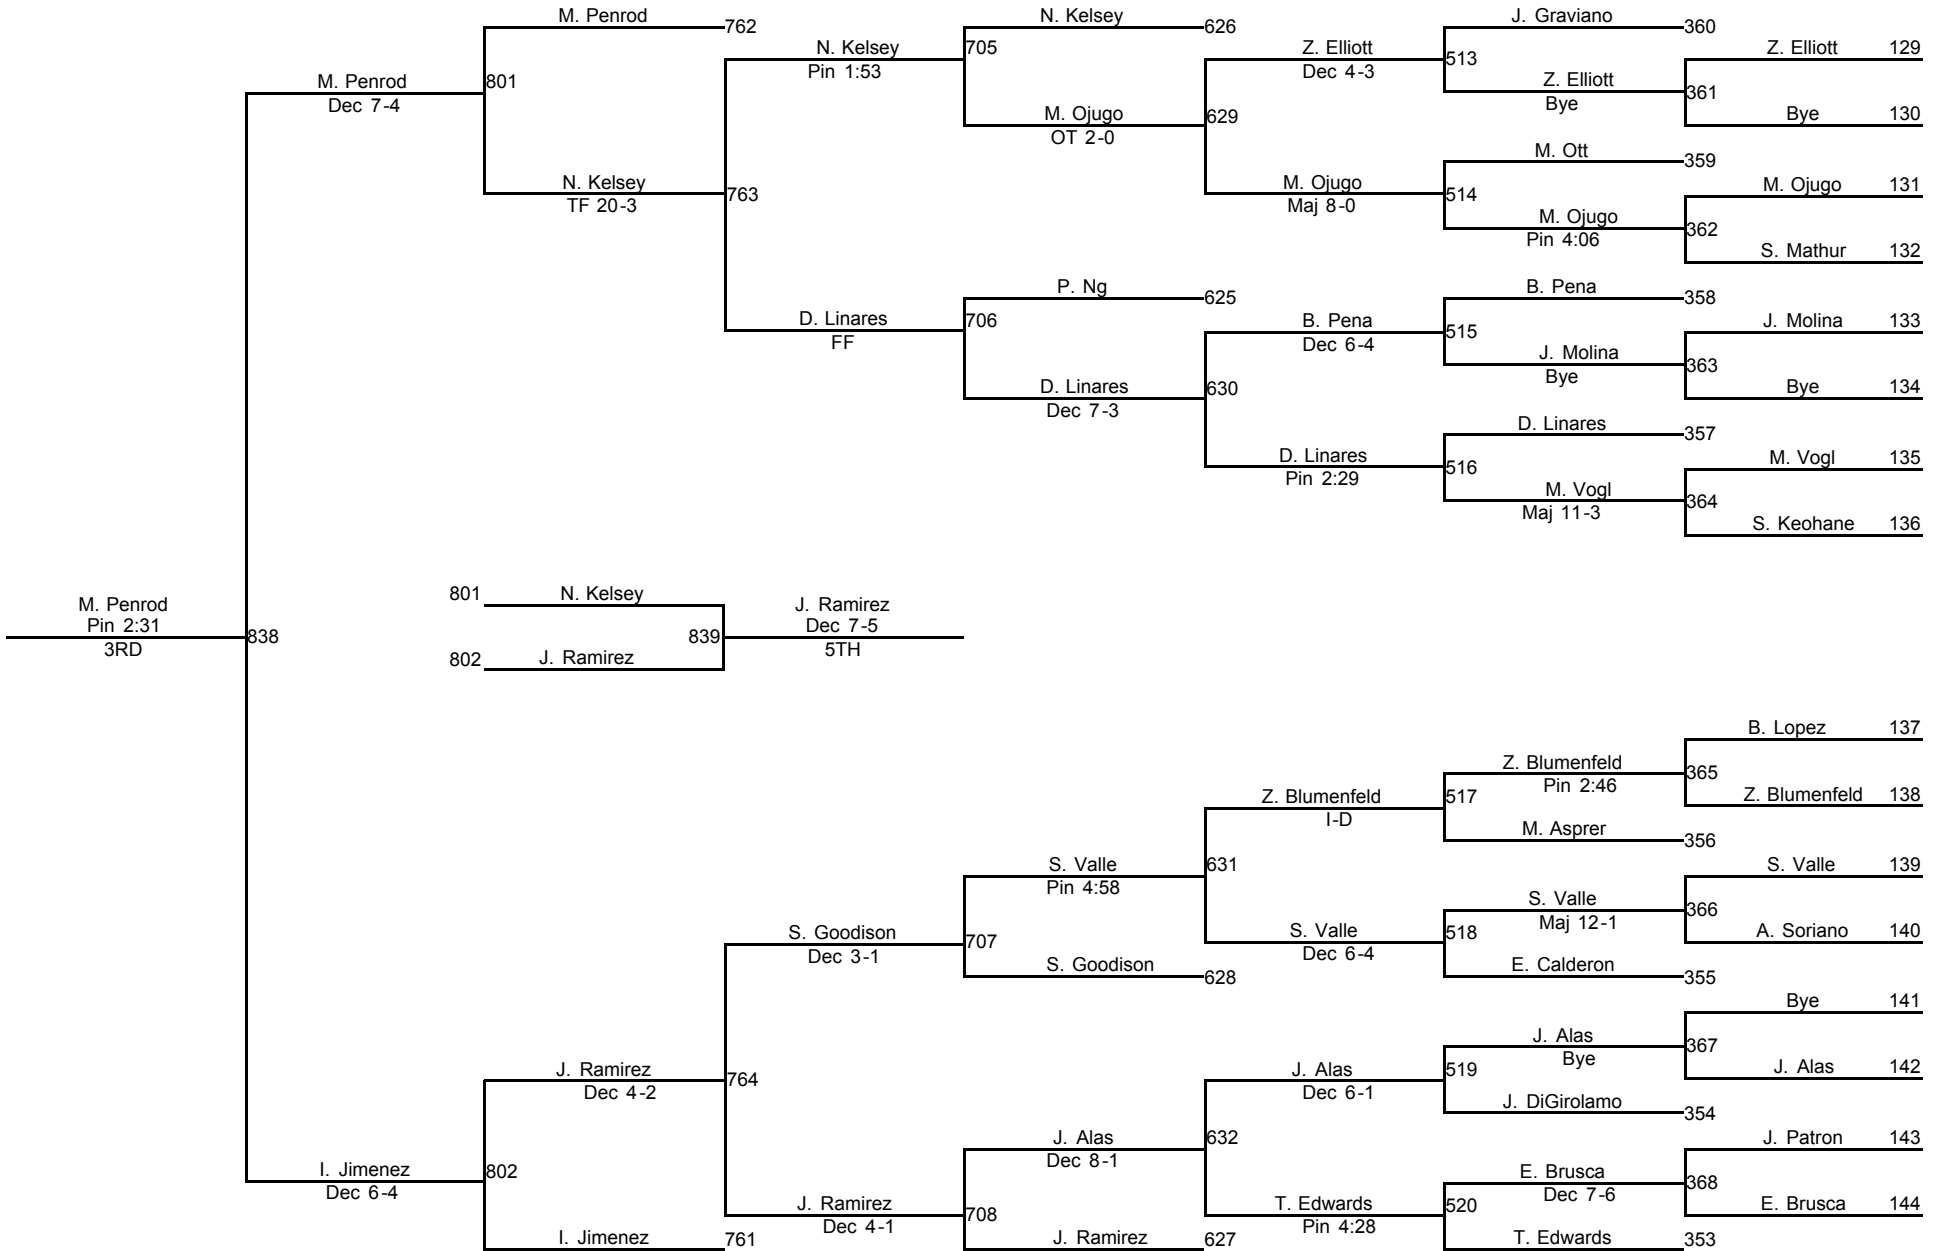 M. Penrod
762
N. Kelsey
626
J. Graviano
360
N. Kelsey
Pin 1:53
705
Z. Elliott
Dec 4-3
513
Z. Elliott 129
M. Penrod
Dec 7-4
801
Z. Elliott
Bye
361
M. Ojugo
OT 2-0
629
Bye 130
M. Ott
359
N. Kelsey
TF 20-3
763
M. Ojugo
Maj 8-0
514
M. Ojugo 131
M. Ojugo
Pin 4:06
362
S. Mathur 132
P. Ng
625
B. Pena
358
D. Linares
FF
706
B. Pena
Dec 6-4
515
J. Molina 133
J. Molina
Bye
363
D. Linares
Dec 7-3
630
Bye 134
D. Linares
357
D. Linares
Pin 2:29
516
M. Vogl 135
M. Vogl
Maj 11-3
364
S. Keohane 136
M. Penrod
Pin 2:31
3RD
838
801 N. Kelsey
839
802 J. Ramirez
J. Ramirez
Dec 7-5
5TH
B. Lopez 137
Z. Blumenfeld
Pin 2:46
365
Z. Blumenfeld
I-D
517
Z. Blumenfeld 138
M. Asprer
356
S. Valle
Pin 4:58
631
S. Valle 139
S. Valle
Maj 12-1
366
S. Goodison
Dec 3-1
707
S. Valle
Dec 6-4
518
A. Soriano 140
S. Goodison
628
E. Calderon
355
Bye 141
J. Alas
Bye
367
J. Ramirez
Dec 4-2
764
J. Alas
Dec 6-1
519
J. Alas 142
J. DiGirolamo
354
J. Alas
Dec 8-1
632
J. Patron 143
I. Jimenez
Dec 6-4
802
E. Brusca
Dec 7-6
368
J. Ramirez
Dec 4-1
708
T. Edwards
Pin 4:28
520
E. Brusca 144
I. Jimenez
761
J. Ramirez
627
T. Edwards
353